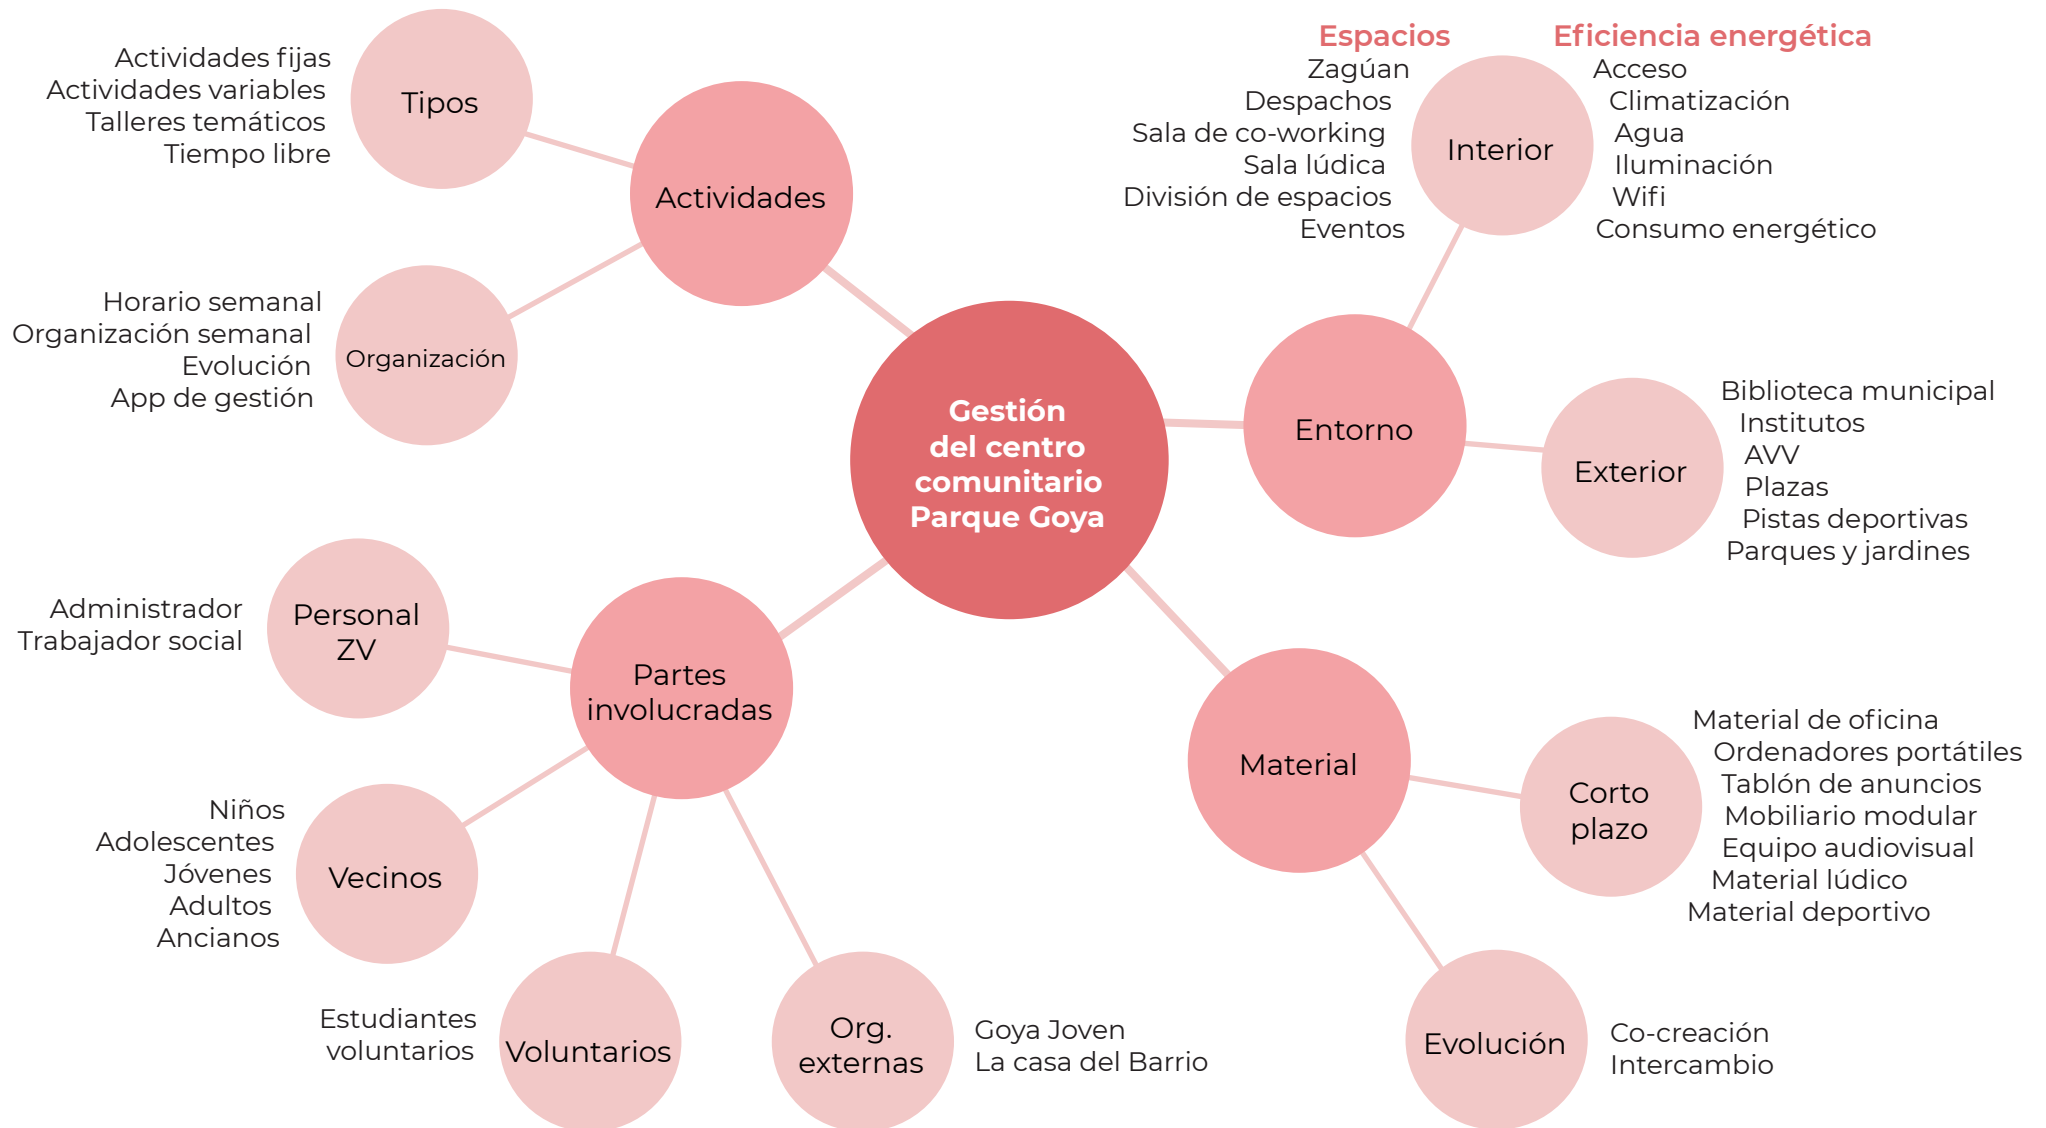 Gestión
del centro
comunitario
Parque Goya
Actividades
Tipos
Actividades fijas
Actividades variables
Talleres temáticos
Tiempo libre
Organización
Horario semanal
Organización semanal
Evolución
App de gestión
Entorno
Interior
Espacios
Zagúan
Despachos
Sala de co-working
Sala lúdica
División de espacios
Eventos
Eficiencia energética
Acceso
Climatización
Agua
Iluminación
Wifi
Consumo energético
Exterior
Biblioteca municipal
Institutos
AVV
Plazas
Pistas deportivas
Parques y jardines
Partes
involucradas
Personal
ZV
Administrador
Trabajador social
Vecinos
Niños
Adolescentes
Jóvenes
Adultos
Ancianos
Voluntarios
Estudiantes
voluntarios
Org.
externas
Goya Joven
La casa del Barrio
Material
Corto
plazo
Material de oficina
Ordenadores portátiles
Tablón de anuncios
Mobiliario modular
Equipo audiovisual
Material lúdico
Material deportivo
Evolución
Co-creación
Intercambio